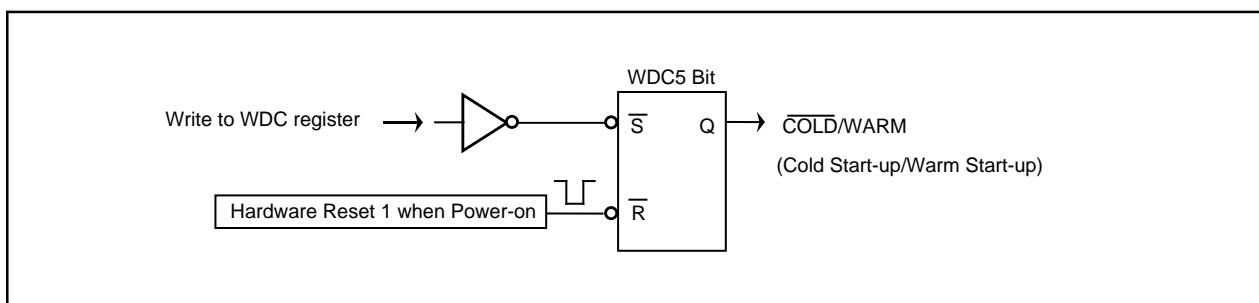 WDC5 Bit
Write to WDC register
S̅
Q
C̅O̅L̅D̅/WARM
(Cold Start-up/Warm Start-up)
Hardware Reset 1 when Power-on
R̅